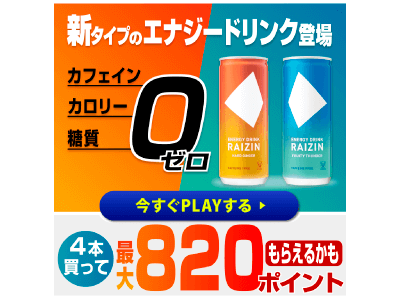 新タイプのエナジードリンク登場
カフェイン
カロリー
糖質
0
ゼロ
ENERGY DRINK
RAIZIN
ENERGY DRINK
RAIZIN
今すぐPLAYする
4本
買って
最大
820
もらえるかも
ポイント